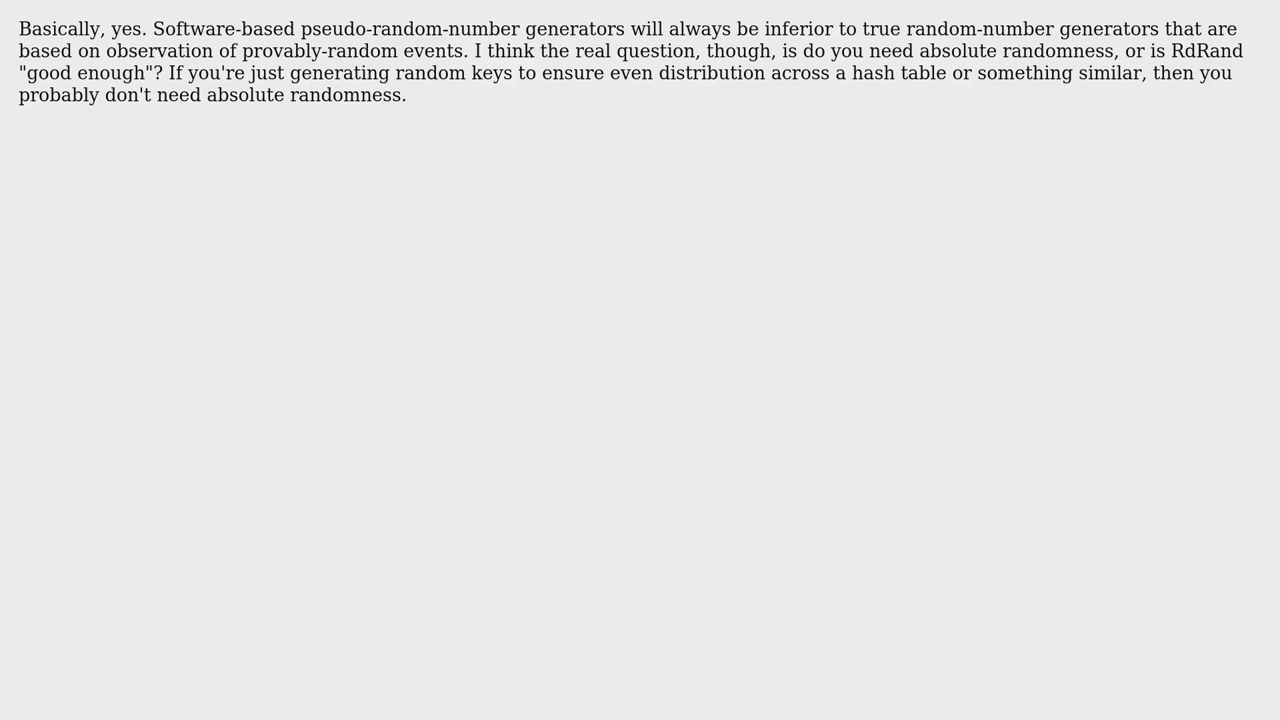 Basically, yes. Software-based pseudo-random-number generators will always be inferior to true random-number generators that are
based on observation of provably-random events. I think the real question, though, is do you need absolute randomness, or is RdRand
"good enough"? If you're just generating random keys to ensure even distribution across a hash table or something similar, then you
probably don't need absolute randomness.